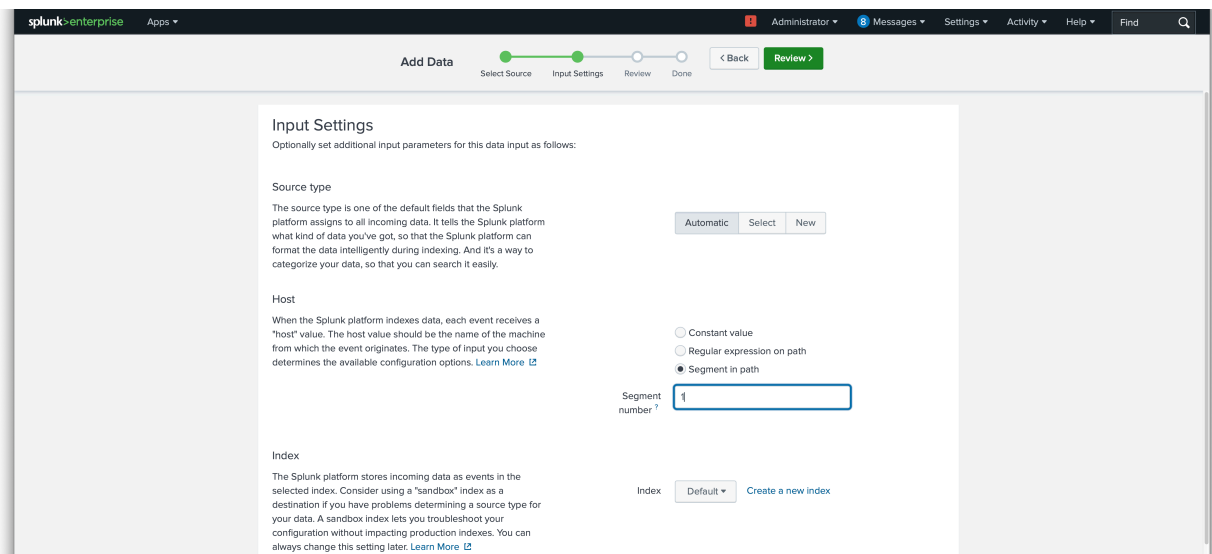 splunk>enterprise Apps Administrator 8 Messages Settings Activity Help Find
Add Data
Select Source Input Settings Review Done
< Back Review >
Input Settings
Optionally set additional input parameters for this data input as follows:
Source type
The source type is one of the default fields that the Splunk
platform assigns to all incoming data. It tells the Splunk platform
what kind of data you've got, so that the Splunk platform can
format the data intelligently during indexing. And it's a way to
categorize your data, so that you can search it easily.
Automatic Select New
Host
When the Splunk platform indexes data, each event receives a
"host" value. The host value should be the name of the machine
from which the event originates. The type of input you choose
determines the available configuration options. Learn More
Constant value
Regular expression on path
Segment in path
Segment
number ?
1
Index
The Splunk platform stores incoming data as events in the
selected index. Consider using a "sandbox" index as a
destination if you have problems determining a source type for
your data. A sandbox index lets you troubleshoot your
configuration without impacting production indexes. You can
always change this setting later. Learn More
Index Default Create a new index